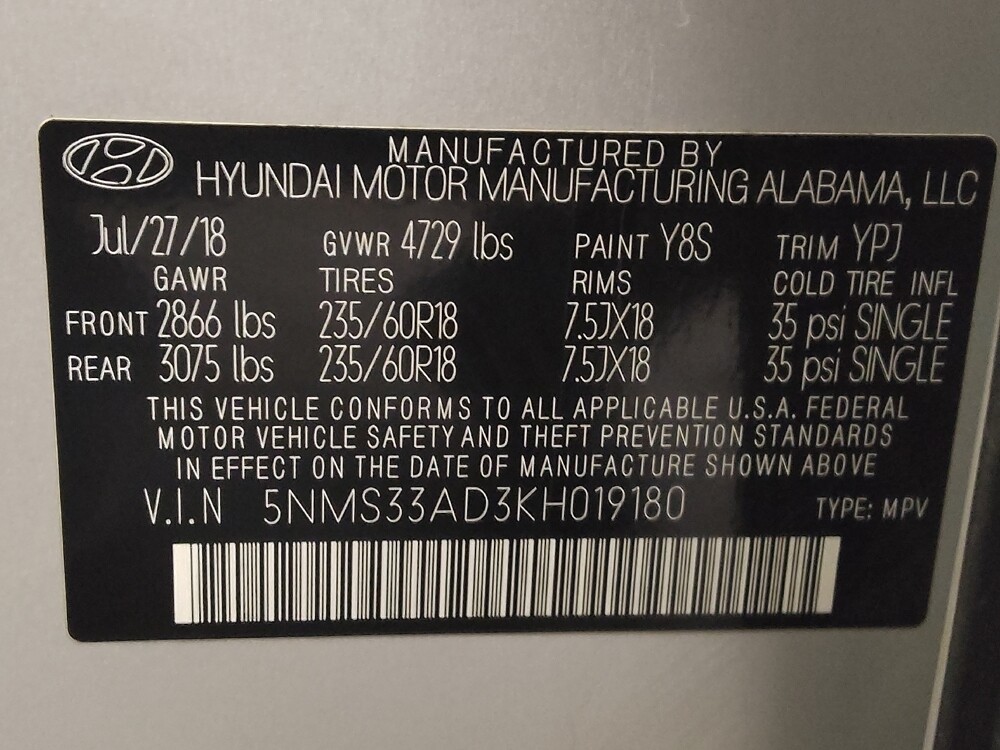 MANUFACTURED BY
HYUNDAI MOTOR MANUFACTURING ALABAMA, LLC
Jul/27/18 GVWR 4729 lbs PAINT Y8S TRIM YPJ
GAWR TIRES RIMS COLD TIRE INFL
FRONT 2866 lbs 235/60R18 7.5JX18 35 psi SINGLE
REAR 3075 lbs 235/60R18 7.5JX18 35 psi SINGLE
THIS VEHICLE CONFORMS TO ALL APPLICABLE U.S.A. FEDERAL
MOTOR VEHICLE SAFETY AND THEFT PREVENTION STANDARDS
IN EFFECT ON THE DATE OF MANUFACTURE SHOWN ABOVE
V.I.N 5NMS33AD3KH019180 TYPE: MPV